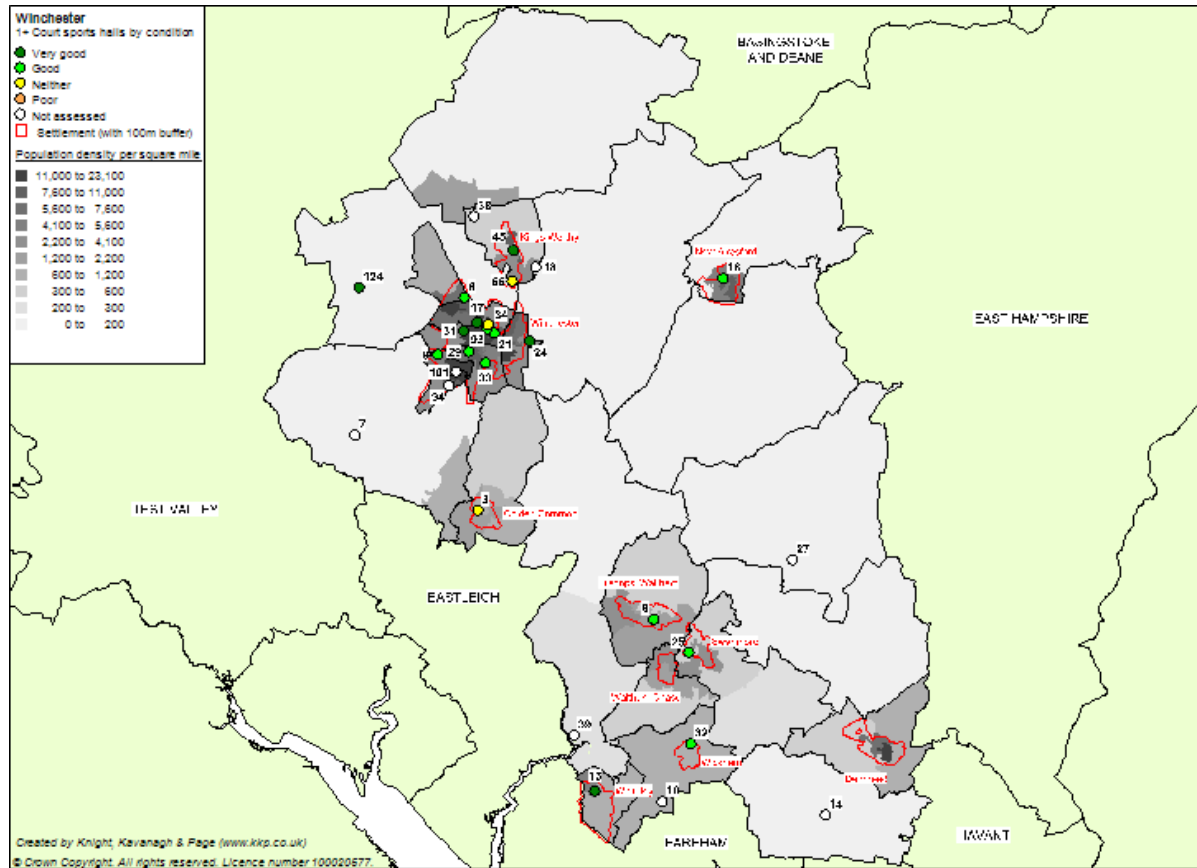 Winchester
1+ Court sports halls by condition
Very good
Good
Neither
Poor
Not assessed
Settlement (with 100m buffer)
Population density per square mile
11,000 to 23,100
7,600 to 11,000
5,600 to 7,600
4,100 to 5,600
2,200 to 4,100
1,200 to 2,200
600 to 1,200
300 to 600
200 to 300
0 to 200
BASINGSTOKE
AND DEANE
38
45
Kings Worthy
18
66
New Alresford
16
124
6
17
84
Winchester
31
21
24
29
33
34
7
EAST HAMPSHIRE
TEST VALLEY
3
Colden Common
27
EASTLEIGH
Bishops Waltham
8
25
Swanmore
Waltham Chase
39
32
Wickham
Denmead
13
Whiteley
10
14
FAREHAM
HAVANT
Created by Knight, Kavanagh & Page (www.kkp.co.uk)
© Crown Copyright. All rights reserved. Licence number 100020577.